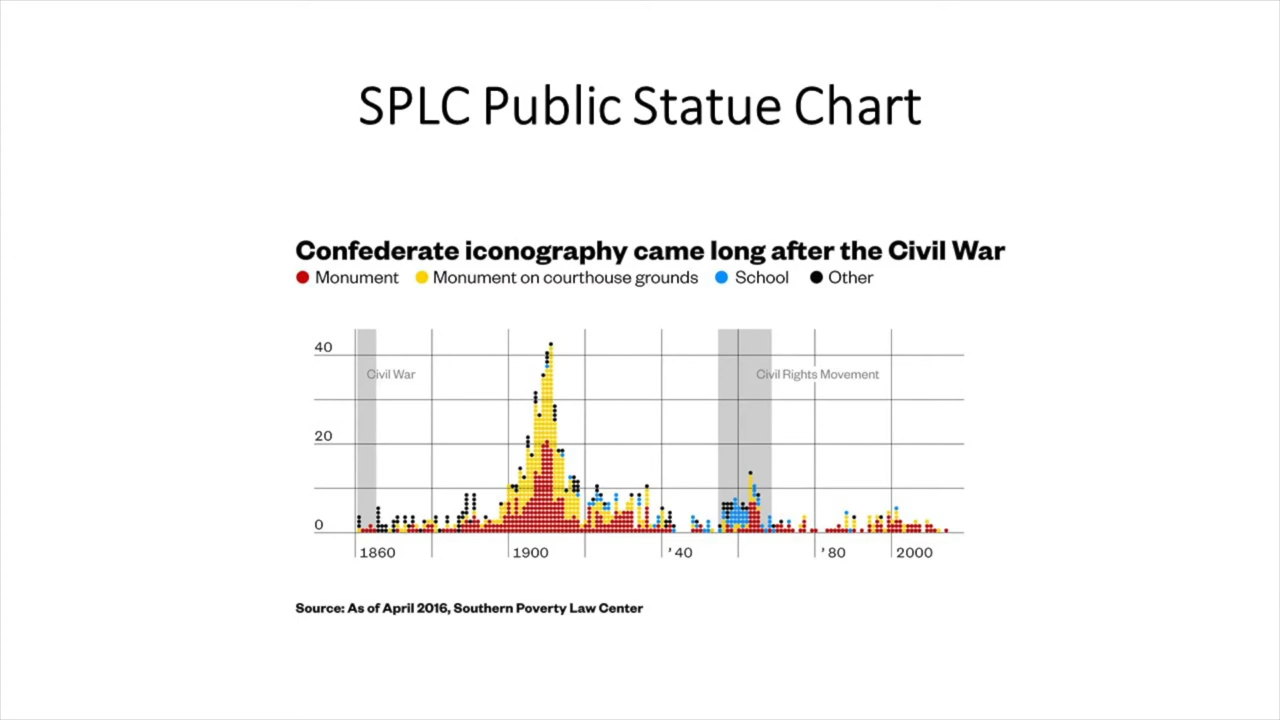 SPLC Public Statue Chart
Confederate iconography came long after the Civil War
Monument Monument on courthouse grounds School Other
40
Civil War Civil Rights Movement
20
0
1860 1900 '40 '80 2000
Source: As of April 2016, Southern Poverty Law Center